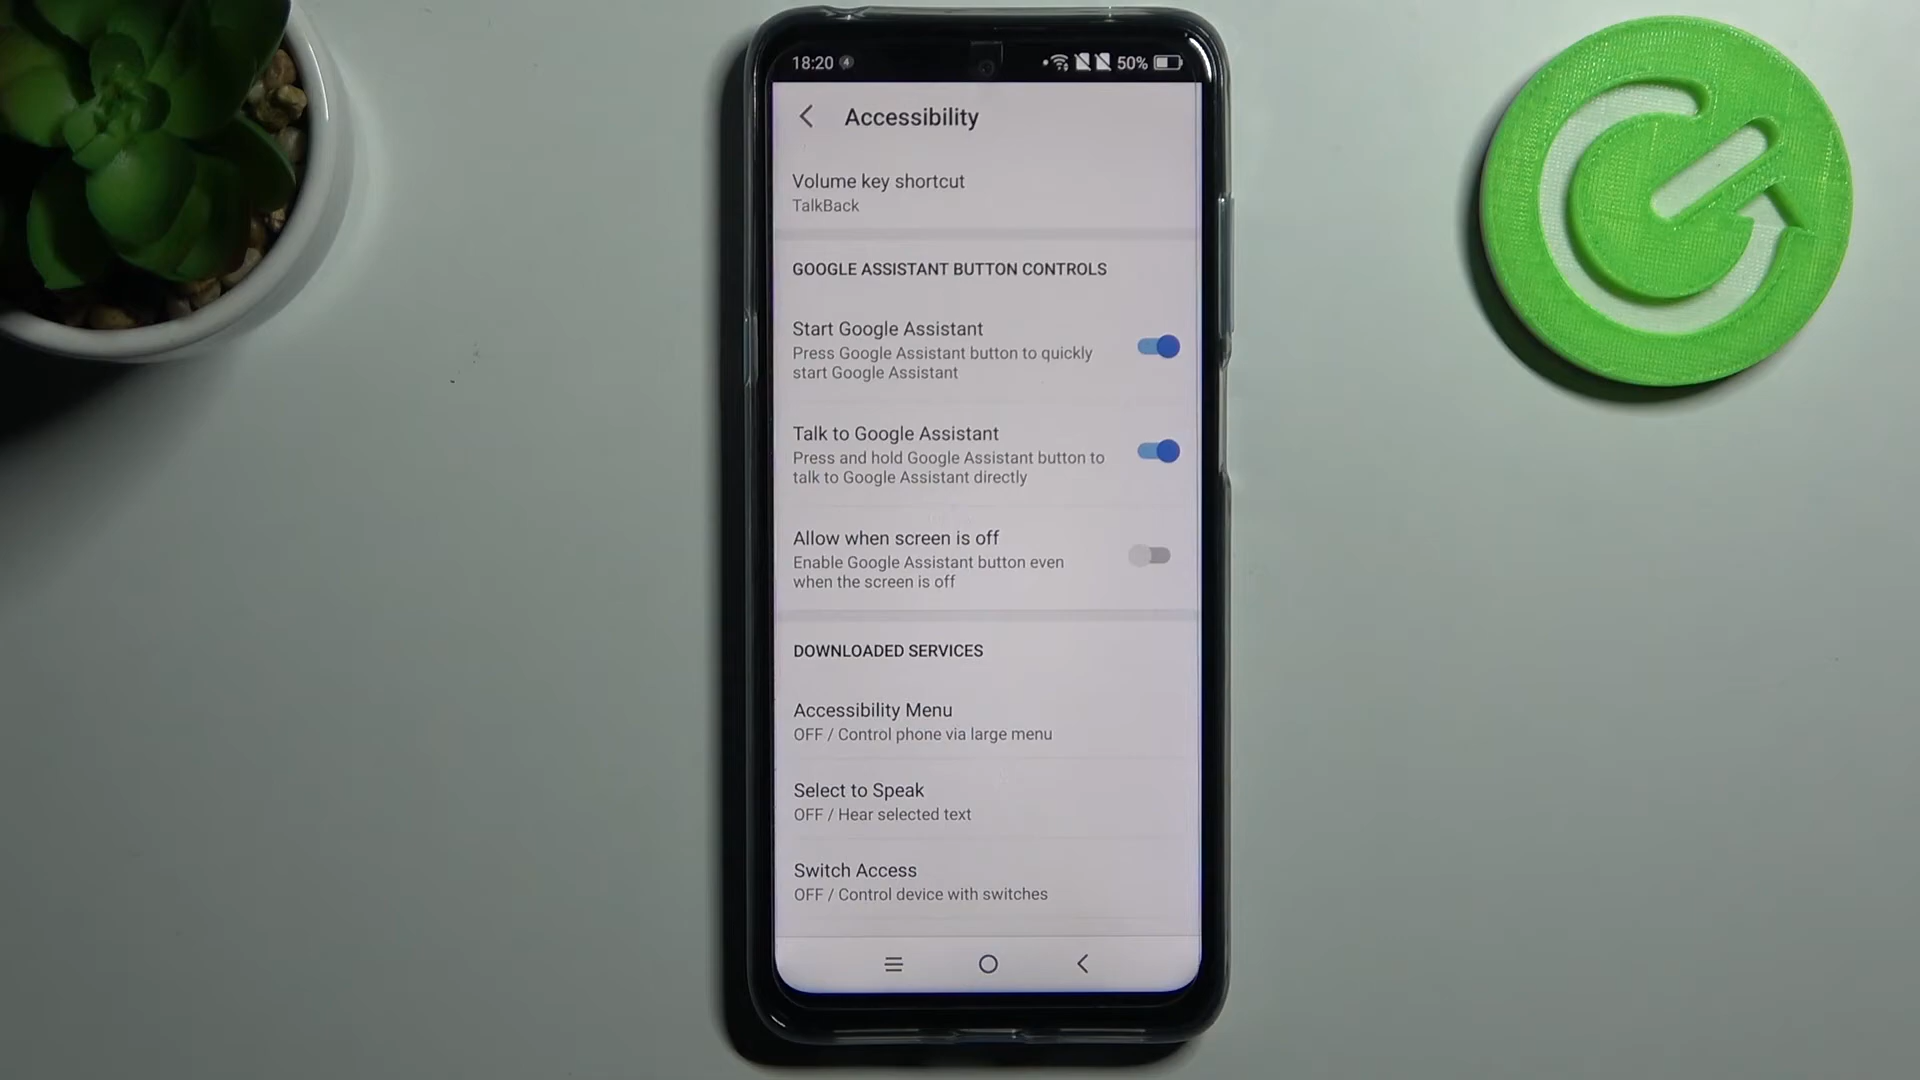 18:20 4 50%
Accessibility
Volume key shortcut
TalkBack
GOOGLE ASSISTANT BUTTON CONTROLS
Start Google Assistant
Press Google Assistant button to quickly
start Google Assistant
Talk to Google Assistant
Press and hold Google Assistant button to
talk to Google Assistant directly
Allow when screen is off
Enable Google Assistant button even
when the screen is off
DOWNLOADED SERVICES
Accessibility Menu
OFF / Control phone via large menu
Select to Speak
OFF / Hear selected text
Switch Access
OFF / Control device with switches